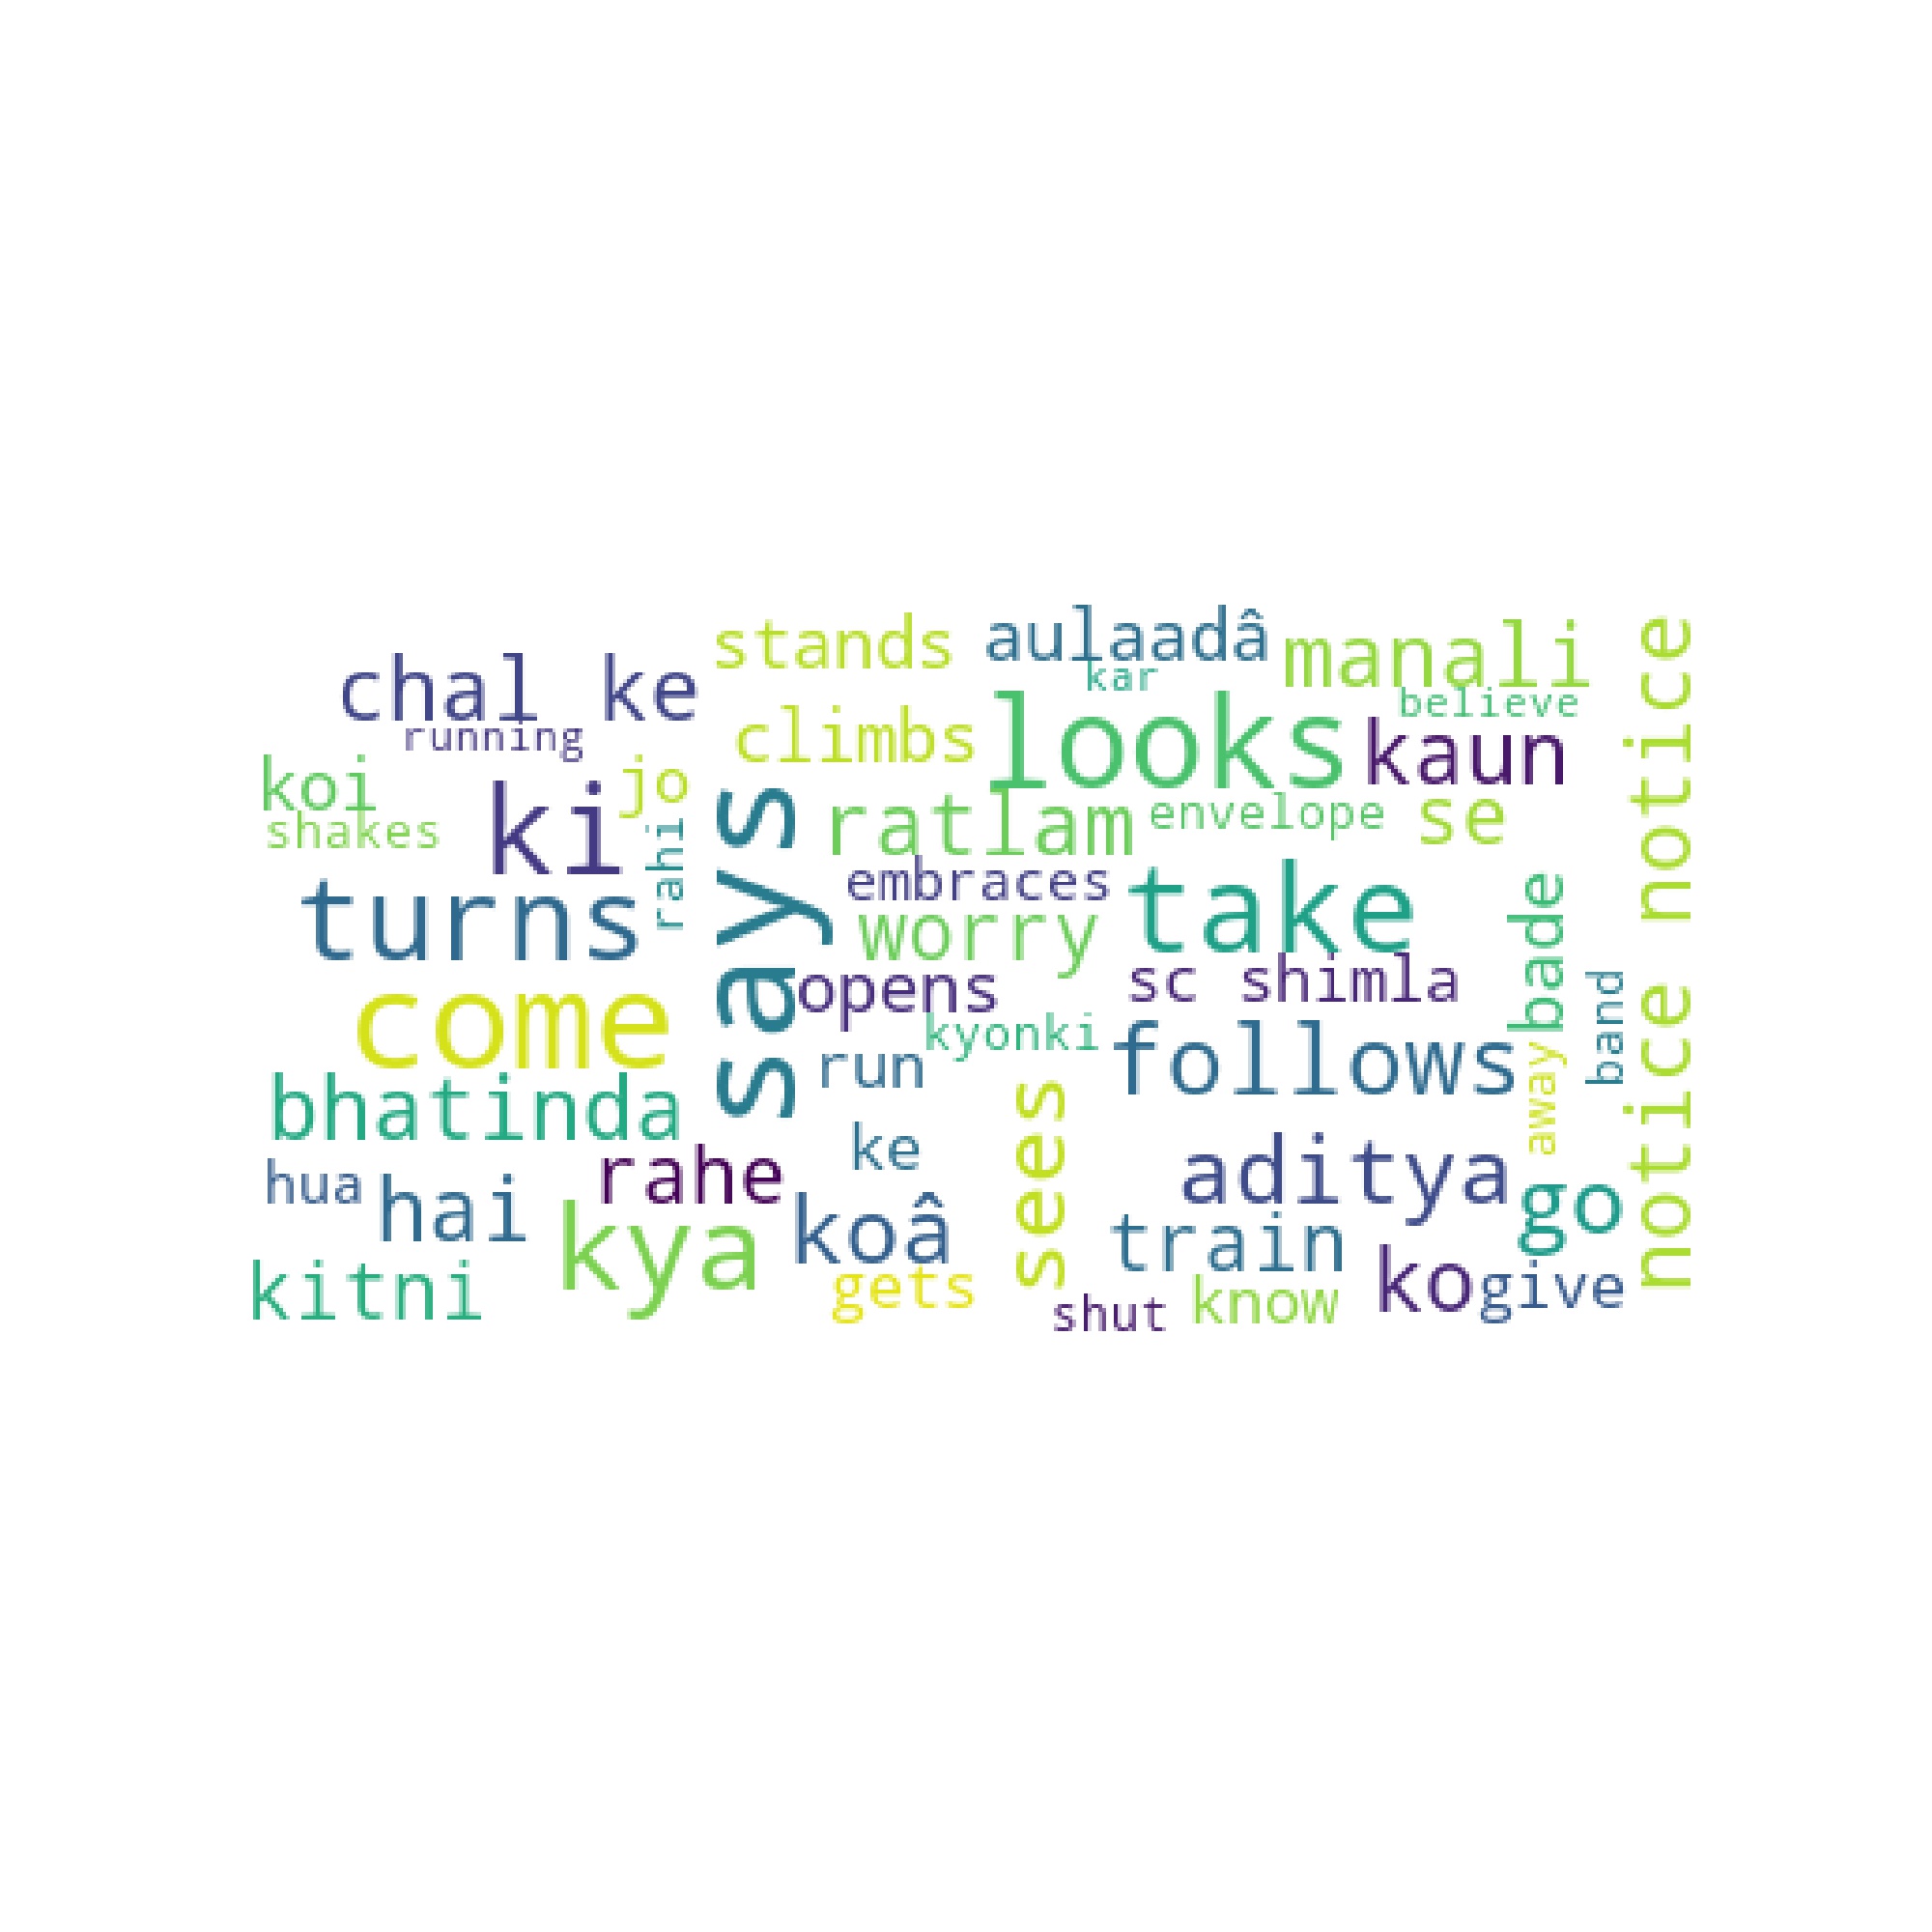 stands
aulaadâ
manali
chal ke
kar
believe
running
climbs
looks
kaun
notice notice
koi
jo
shakes
ki
rahi
says
ratlam
envelope
se
turns
embraces
worry
take
bade
opens
sc shimla
band
come
kyonki
run
follows
away
bhatinda
ke
sees
hua
hai
rahe
aditya
go
kya
koâ
train
kitni
gets
shut
know
ko
give